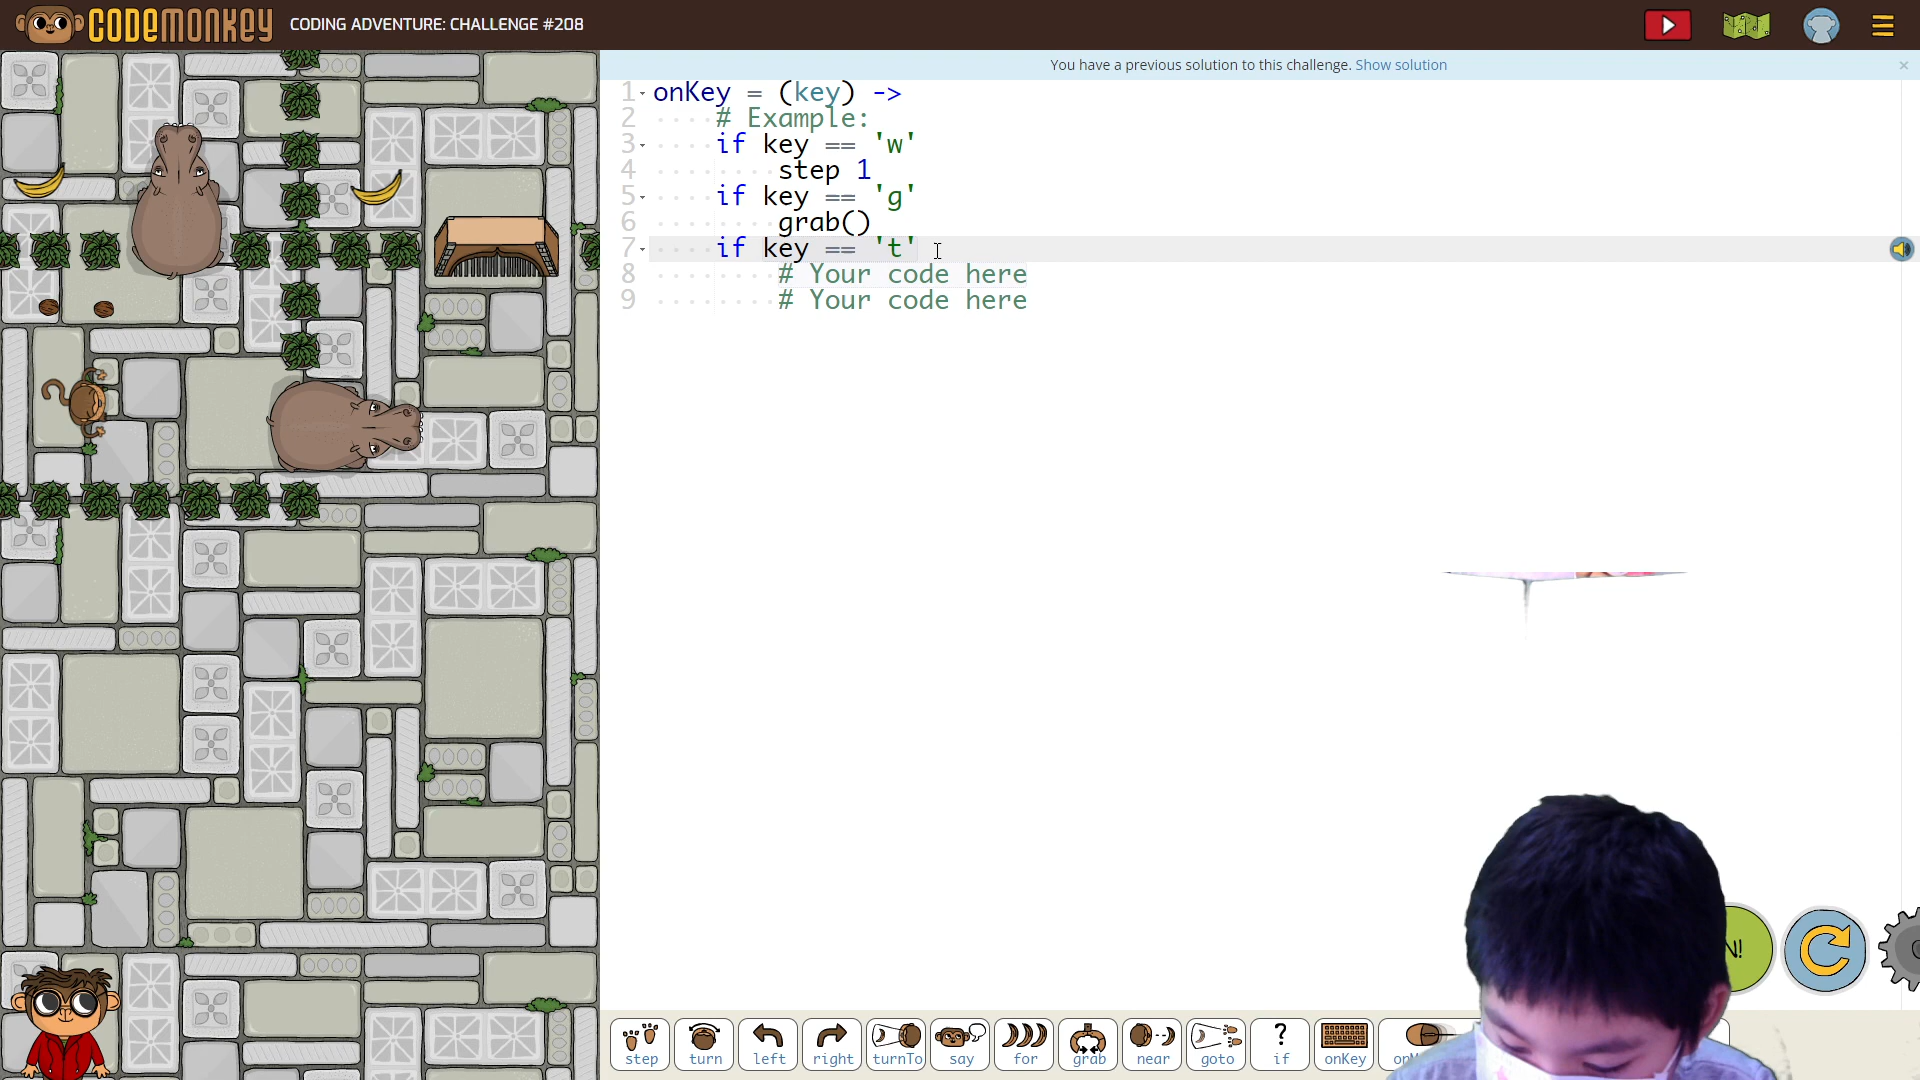 CODEMONKEY CODING ADVENTURE: CHALLENGE #208
You have a previous solution to this challenge. Show solution ×
1 onKey = (key) ->
2 # Example:
3 if key == 'w'
4 step 1
5 if key == 'g'
6 grab()
7 if key == 't'
8 # Your code here
9 # Your code here
N!
step turn left right turnTo say for grab near goto if onKey